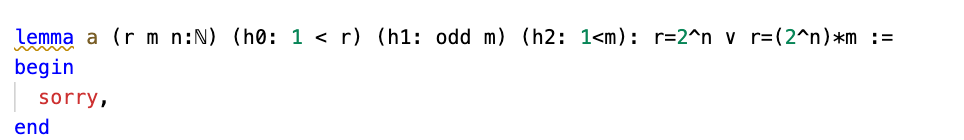 lemma a (r m n:ℕ) (h0: 1 < r) (h1: odd m) (h2: 1<m): r=2^n ∨ r=(2^n)*m :=
begin
sorry,
end